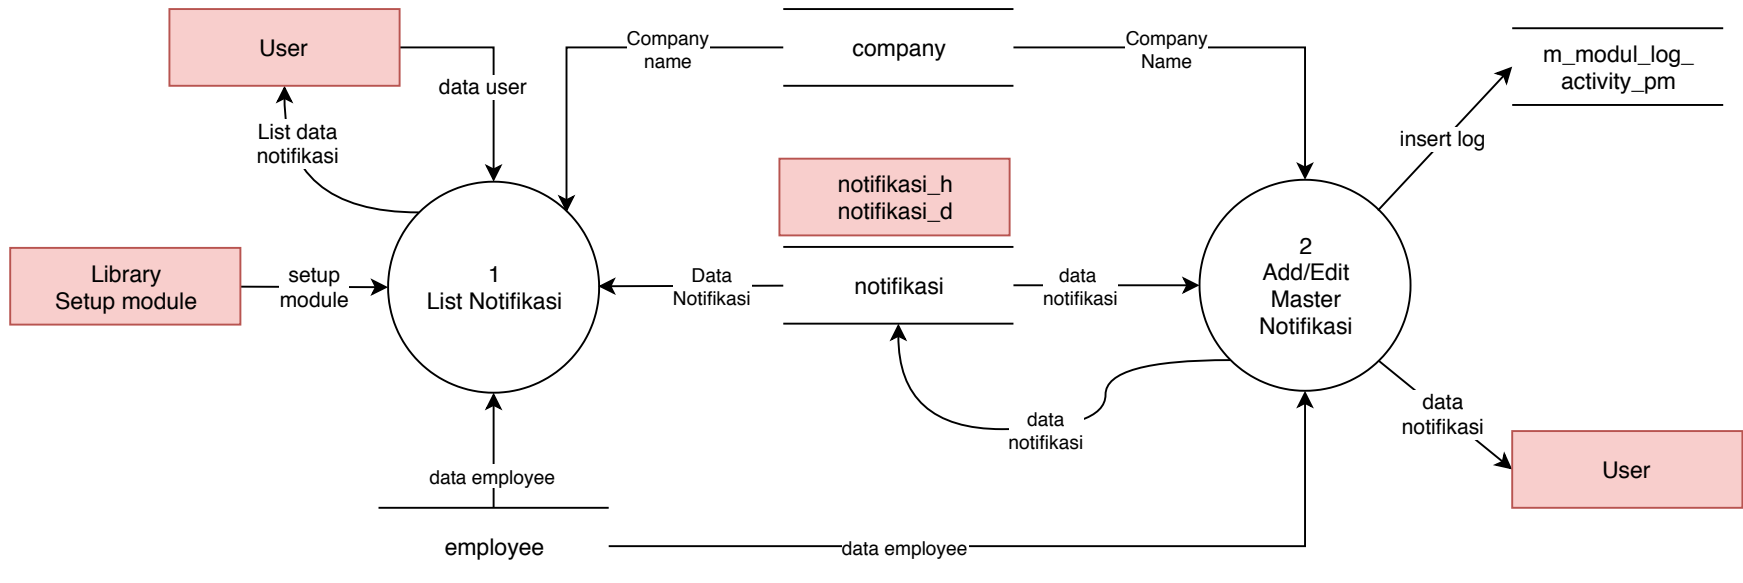 User
data user
List data
notifikasi
Library
Setup module
setup
module
1
List Notifikasi
Company
name
company
Company
Name
m_modul_log_
activity_pm
insert log
notifikasi_h
notifikasi_d
Data
Notifikasi
notifikasi
data
notifikasi
2
Add/Edit
Master
Notifikasi
data
notifikasi
data
notifikasi
User
data employee
employee
data employee